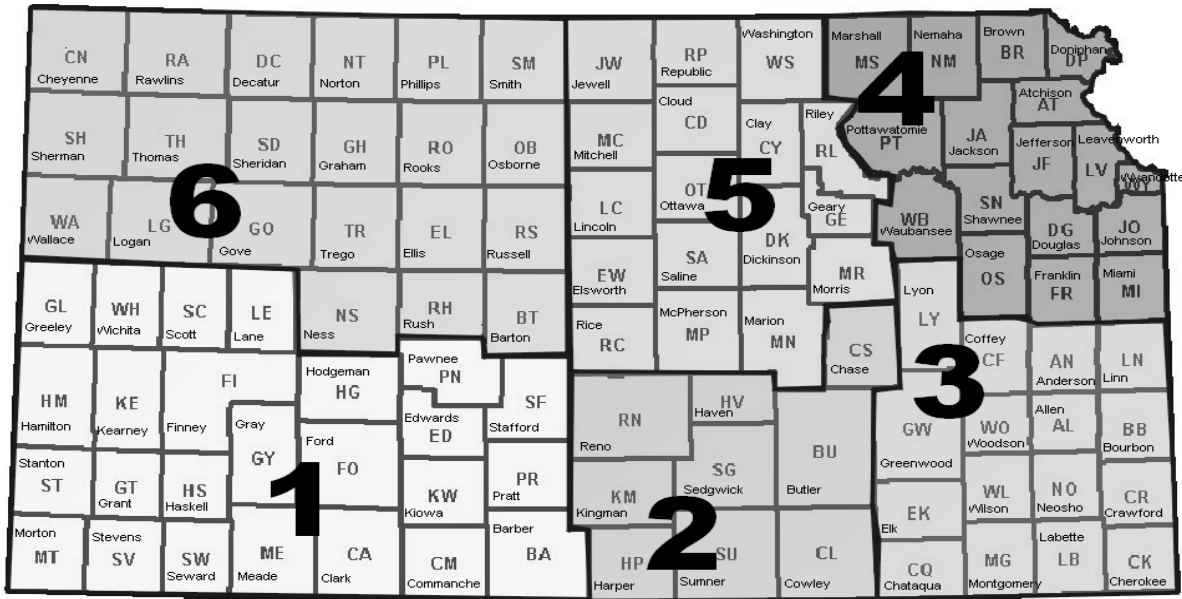 CN
Cheyenne
RA
Rawlins
DC
Decatur
NT
Norton
PL
Phillips
SM
Smith
JW
Jewell
RP
Republic
Washington
WS
Marshall
MS
Nemaha
NM
Brown
BR
Doniphan
DP
4
SH
Sherman
TH
Thomas
SD
Sheridan
GH
Graham
RO
Rooks
OB
Osborne
MC
Mitchell
Cloud
CD
Clay
CY
Riley
RL
Pottawatomie
PT
JA
Jackson
Atchison
AT
Jefferson
JF
Leavenworth
LV
Wyandotte
WY
6
5
WA
Wallace
LG
Logan
GO
Gove
TR
Trego
EL
Ellis
RS
Russell
LC
Lincoln
OT
Ottawa
DK
Dickinson
Geary
GE
WB
Waubansee
SN
Shawnee
DG
Douglas
JO
Johnson
GL
Greeley
WH
Wichita
SC
Scott
LE
Lane
NS
Ness
RH
Rush
BT
Barton
EW
Elsworth
SA
Saline
MR
Morris
Lyon
LY
Osage
OS
Franklin
FR
Miami
MI
Rice
RC
McPherson
MP
Marion
MN
CS
Chase
3
Coffey
CF
AN
Anderson
LN
Linn
HM
Hamilton
KE
Kearney
FI
Finney
Hodgeman
HG
Pawnee
PN
Edwards
ED
SF
Stafford
RN
Reno
HV
Haven
BU
Butler
GW
Greenwood
WO
Woodson
Allen
AL
BB
Bourbon
Stanton
ST
GT
Grant
HS
Haskell
Gray
GY
Ford
FO
KW
Kiowa
PR
Pratt
KM
Kingman
SG
Sedgwick
EK
Elk
WL
Wilson
NO
Neosho
CR
Crawford
1
2
Morton
MT
Stevens
SV
SW
Seward
ME
Meade
CA
Clark
CM
Commanche
Barber
BA
HP
Harper
SU
Sumner
CL
Cowley
CQ
Chataqua
MG
Montgomery
Labette
LB
CK
Cherokee